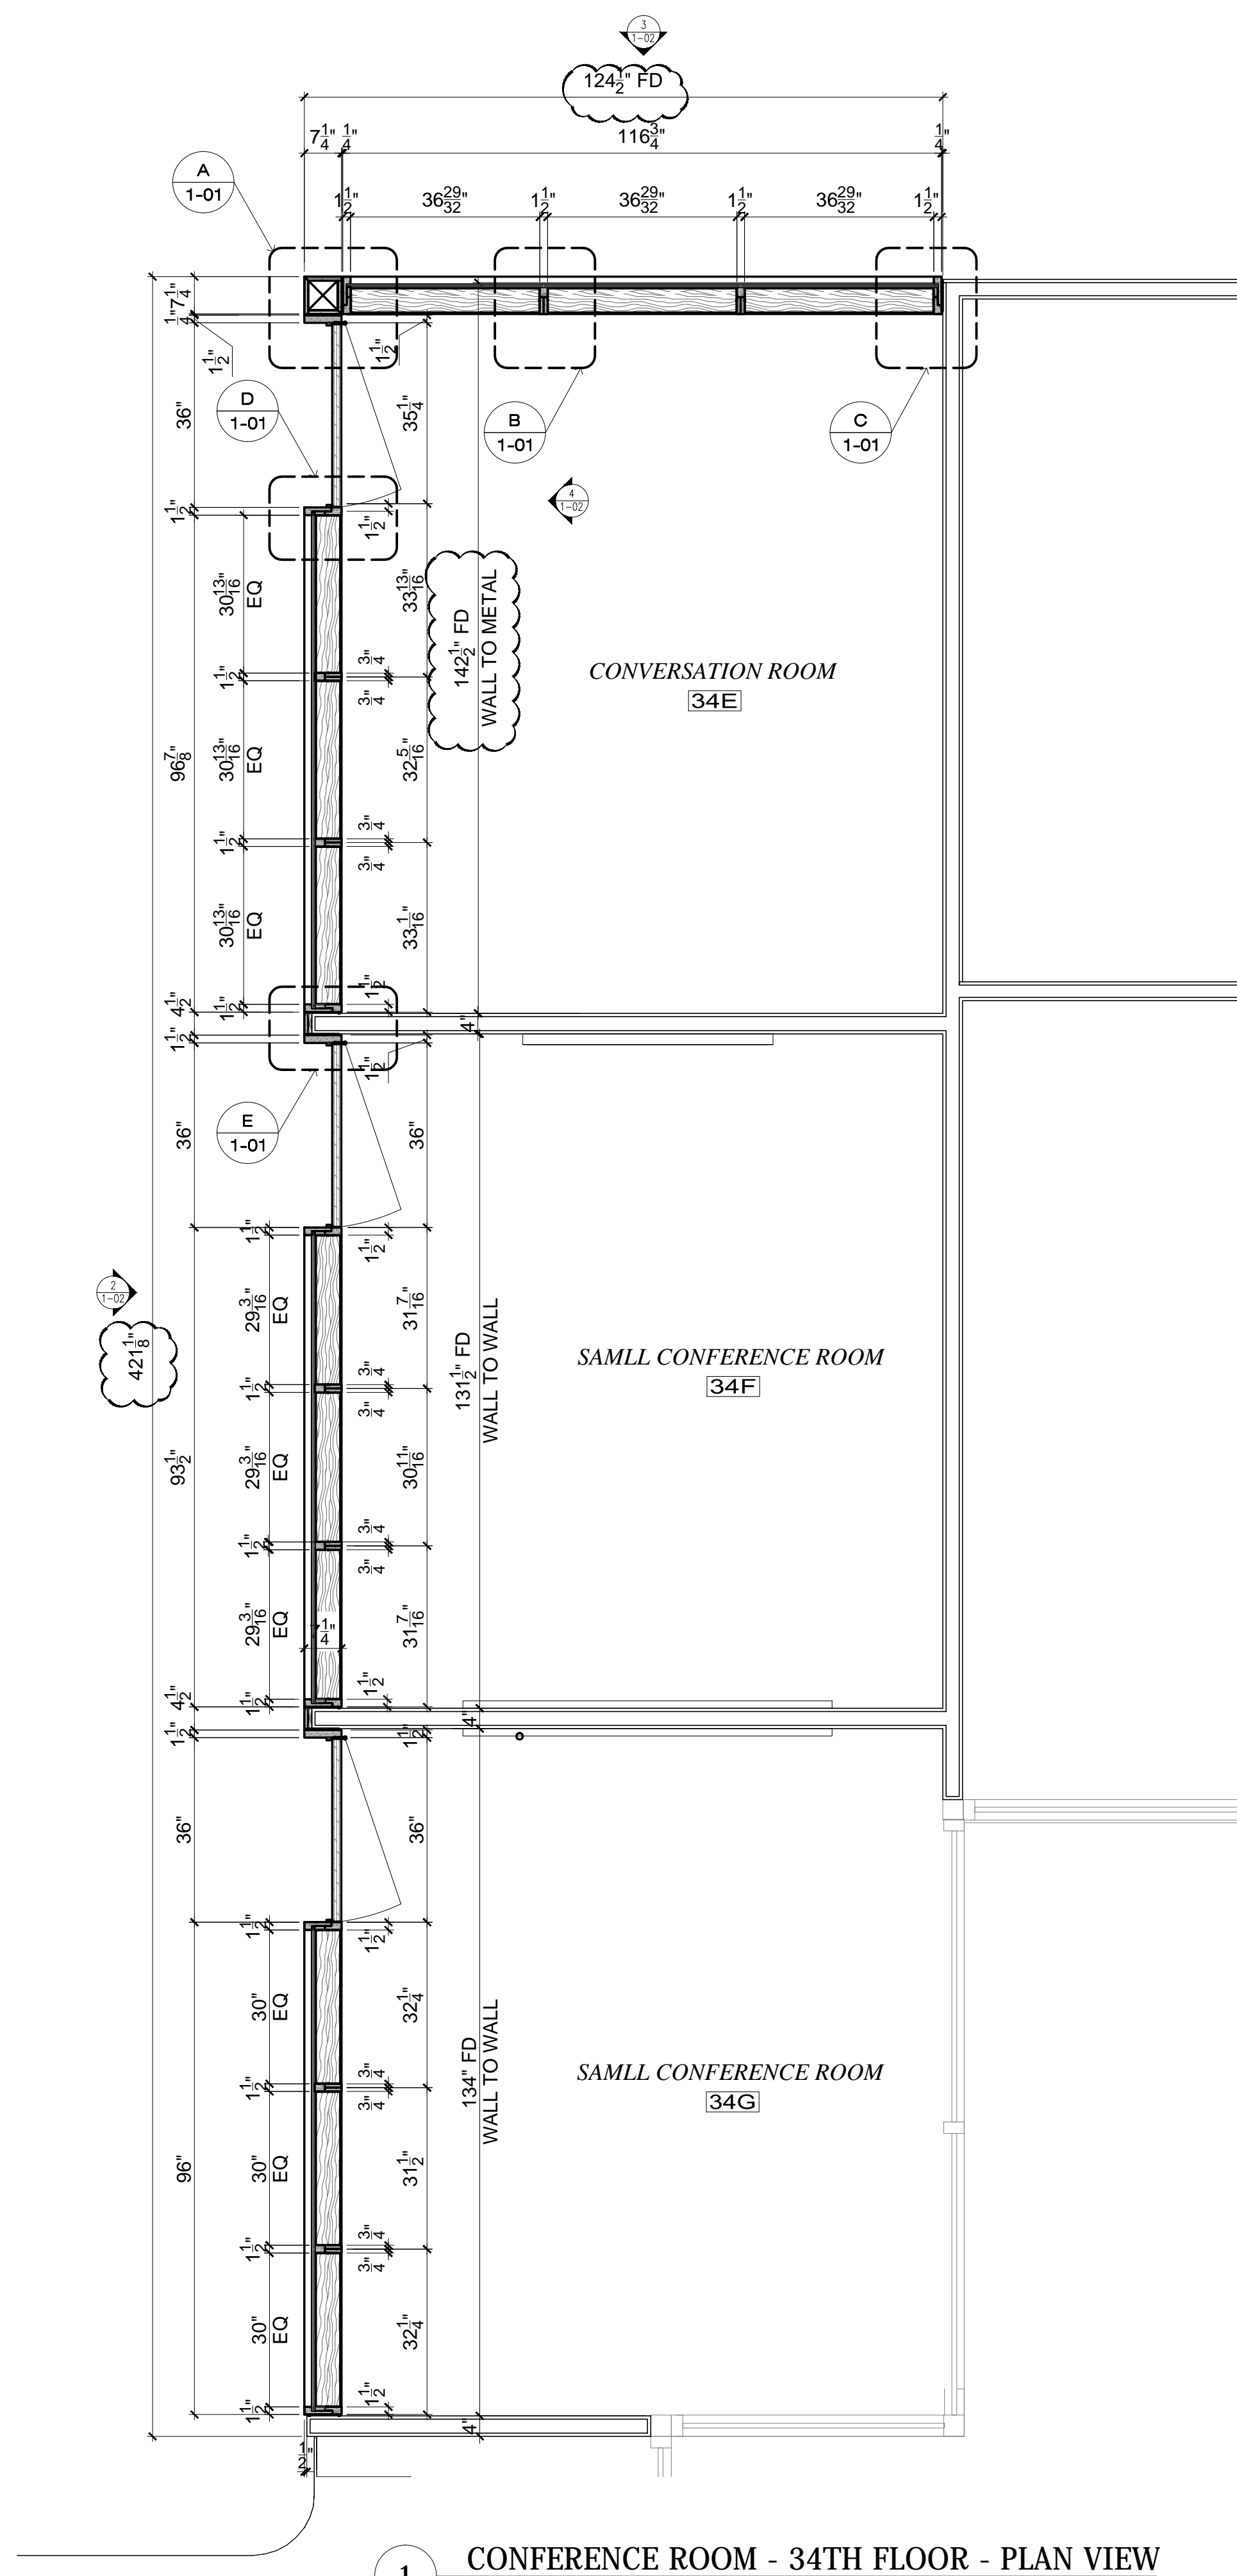 3
1-02
124 1/2" FD
7 1/4" 1/4" 116 3/4" 1/4"
A
1-01
1 1/2" 36 29/32" 1 1/2" 36 29/32" 1 1/2" 36 29/32" 1 1/2"
7 1/4"
1/4"
1 1/2"
1 1/2"
36"
D
1-01
35 1/4"
B
1-01
C
1-01
4
1-02
1 1/2"
1 1/2"
30 13/16"
EQ
33 13/16"
142 1/2" FD
WALL TO METAL
CONVERSATION ROOM
34E
1 1/2"
3/4"
3/4"
96 7/8"
30 13/16"
EQ
32 5/16"
1 1/2"
3/4"
3/4"
30 13/16"
EQ
33 1/16"
4 1/2"
1 1/2"
1 1/2"
4"
1 1/2"
1 1/2"
E
1-01
36"
36"
1 1/2"
1 1/2"
2
1-02
421 1/8"
29 3/16"
EQ
31 7/16"
131 1/2" FD
WALL TO WALL
SAMLL CONFERENCE ROOM
34F
1 1/2"
3/4"
3/4"
93 1/2"
29 3/16"
EQ
30 11/16"
1 1/2"
3/4"
3/4"
29 3/16"
EQ
7 1/4"
31 7/16"
4 1/2"
1 1/2"
1 1/2"
4"
1 1/2"
1 1/2"
36"
36"
1 1/2"
1 1/2"
30"
EQ
32 1/4"
134" FD
WALL TO WALL
SAMLL CONFERENCE ROOM
34G
1 1/2"
3/4"
3/4"
96"
30"
EQ
31 1/2"
1 1/2"
3/4"
3/4"
30"
EQ
32 1/4"
1 1/2"
1 1/2"
4"
1/2"
1
CONFERENCE ROOM - 34TH FLOOR - PLAN VIEW